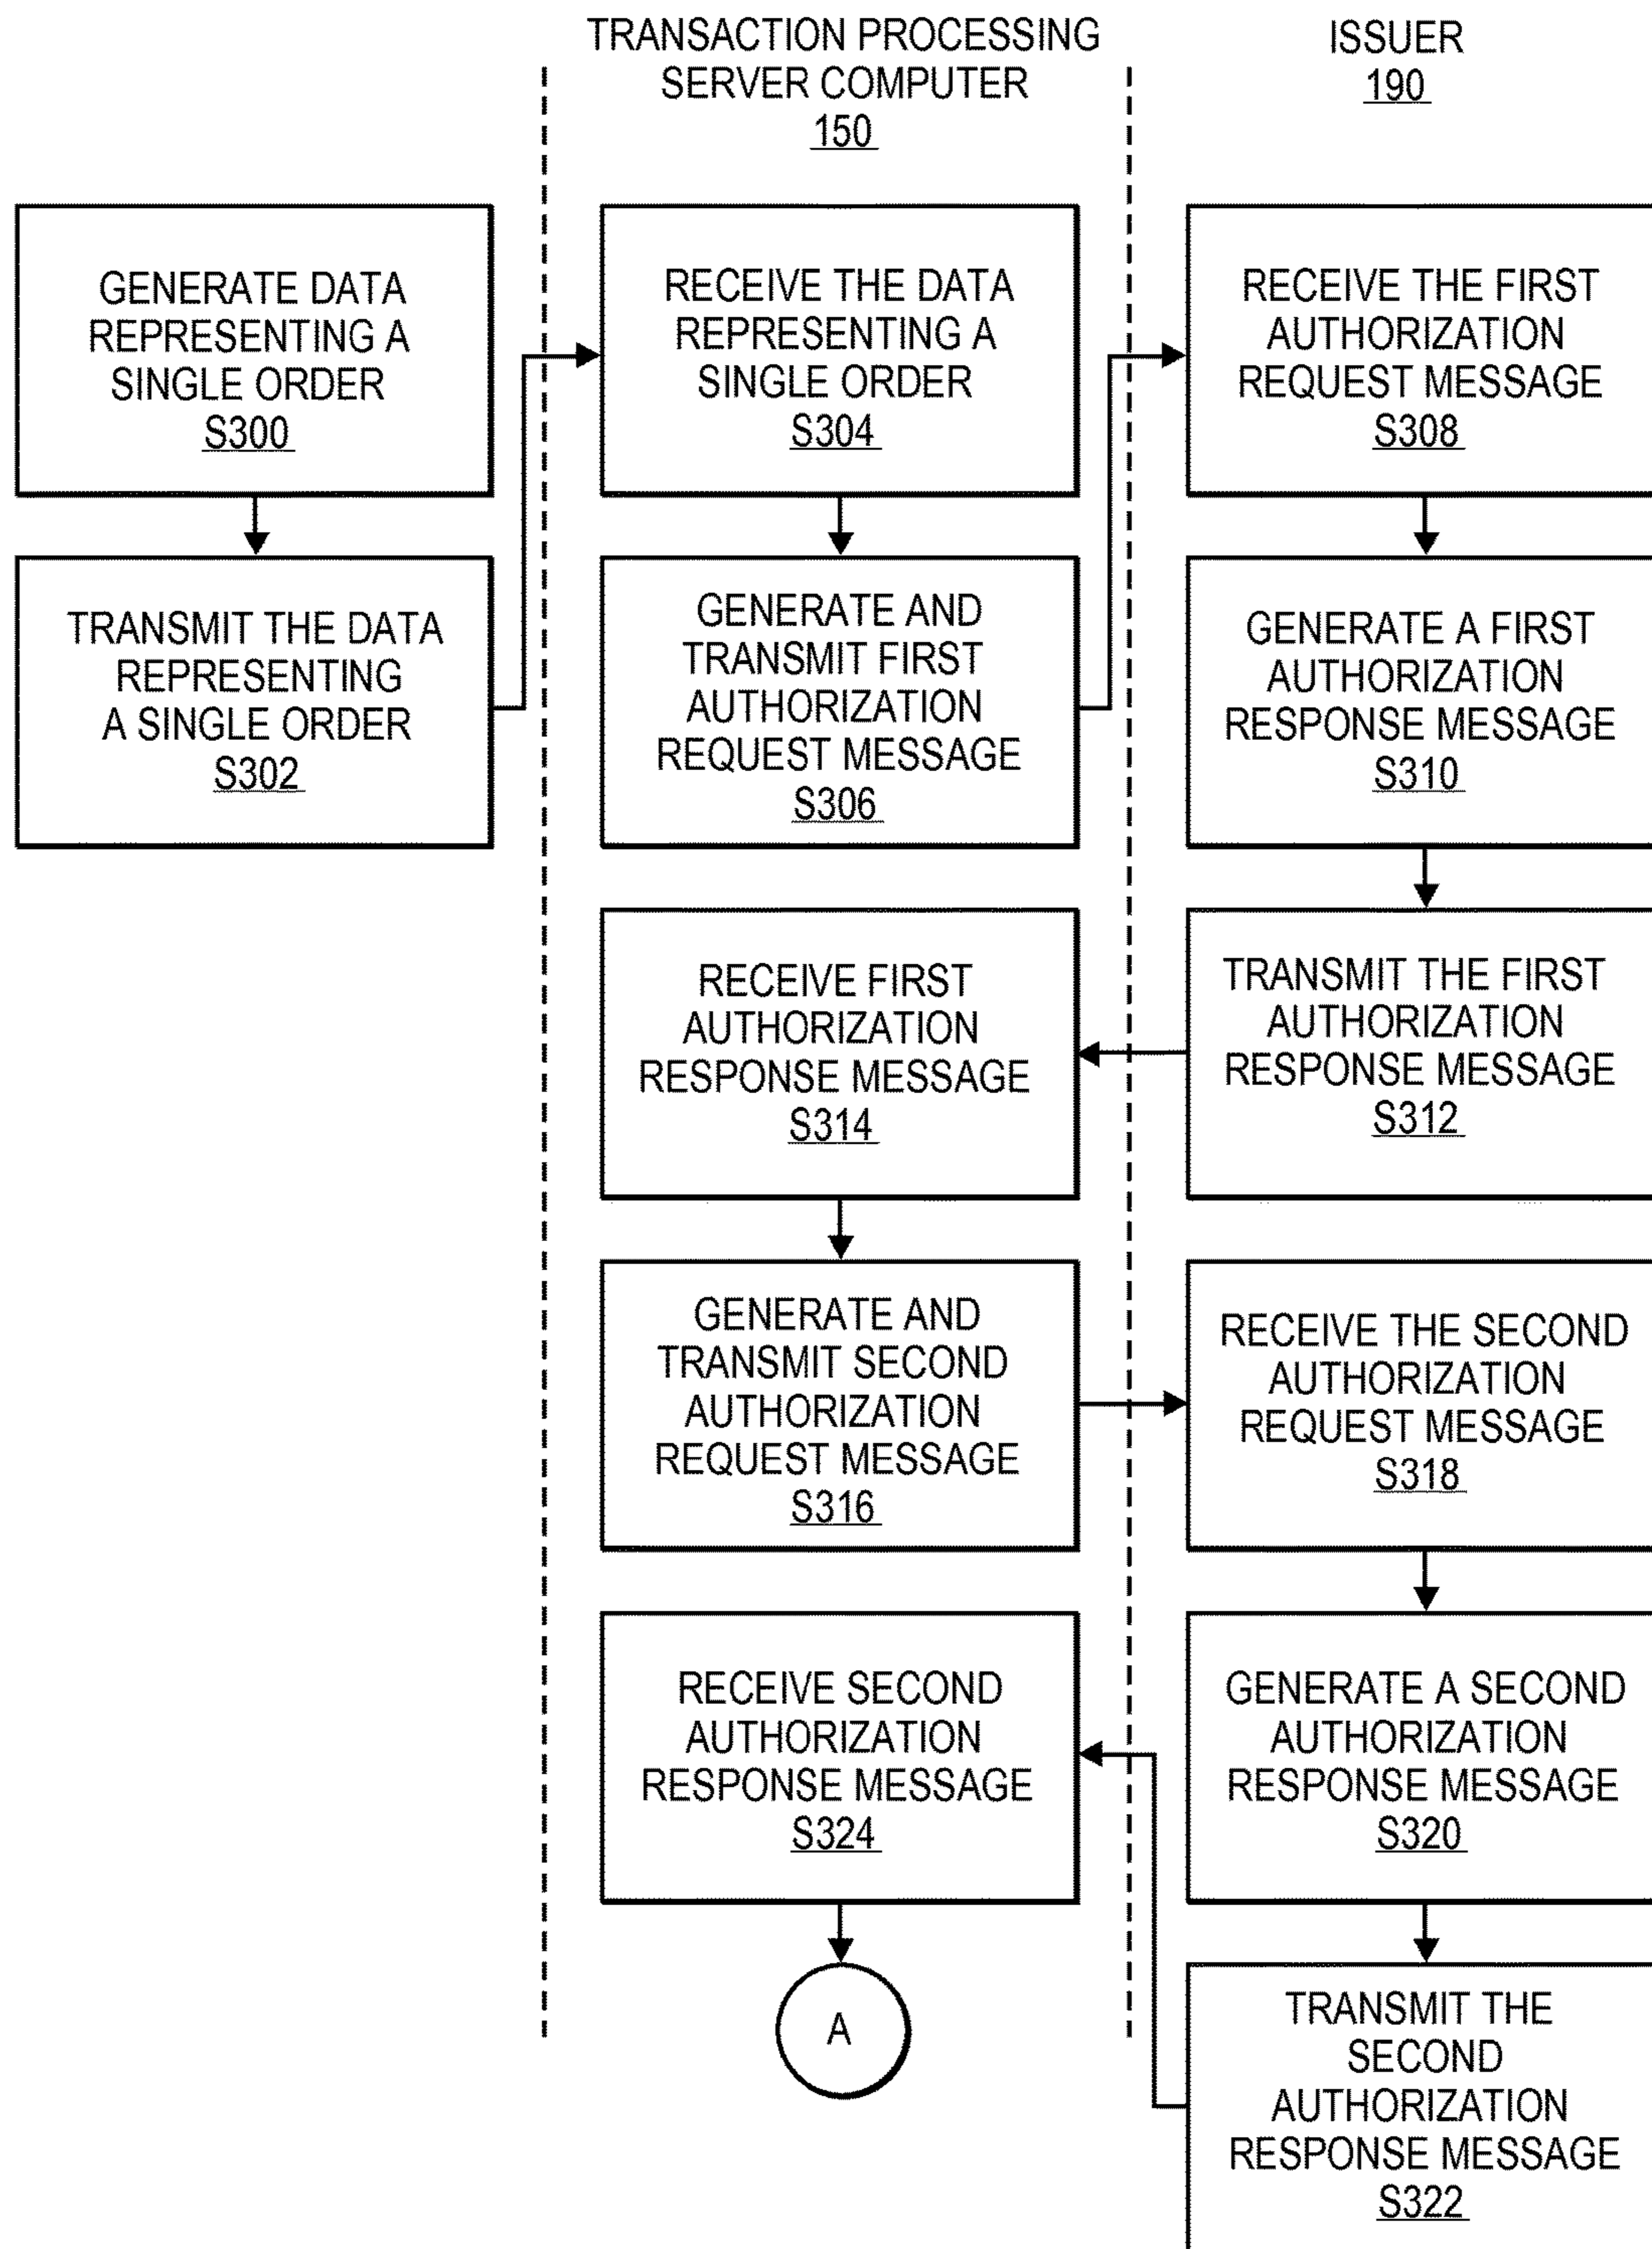 TRANSACTION PROCESSING
SERVER COMPUTER
150
ISSUER
190
GENERATE DATA
REPRESENTING A
SINGLE ORDER
S300
TRANSMIT THE DATA
REPRESENTING
A SINGLE ORDER
S302
RECEIVE THE DATA
REPRESENTING A
SINGLE ORDER
S304
GENERATE AND
TRANSMIT FIRST
AUTHORIZATION
REQUEST MESSAGE
S306
RECEIVE THE FIRST
AUTHORIZATION
REQUEST MESSAGE
S308
GENERATE A FIRST
AUTHORIZATION
RESPONSE MESSAGE
S310
TRANSMIT THE FIRST
AUTHORIZATION
RESPONSE MESSAGE
S312
RECEIVE FIRST
AUTHORIZATION
RESPONSE MESSAGE
S314
GENERATE AND
TRANSMIT SECOND
AUTHORIZATION
REQUEST MESSAGE
S316
RECEIVE THE SECOND
AUTHORIZATION
REQUEST MESSAGE
S318
GENERATE A SECOND
AUTHORIZATION
RESPONSE MESSAGE
S320
TRANSMIT THE
SECOND
AUTHORIZATION
RESPONSE MESSAGE
S322
RECEIVE SECOND
AUTHORIZATION
RESPONSE MESSAGE
S324
A